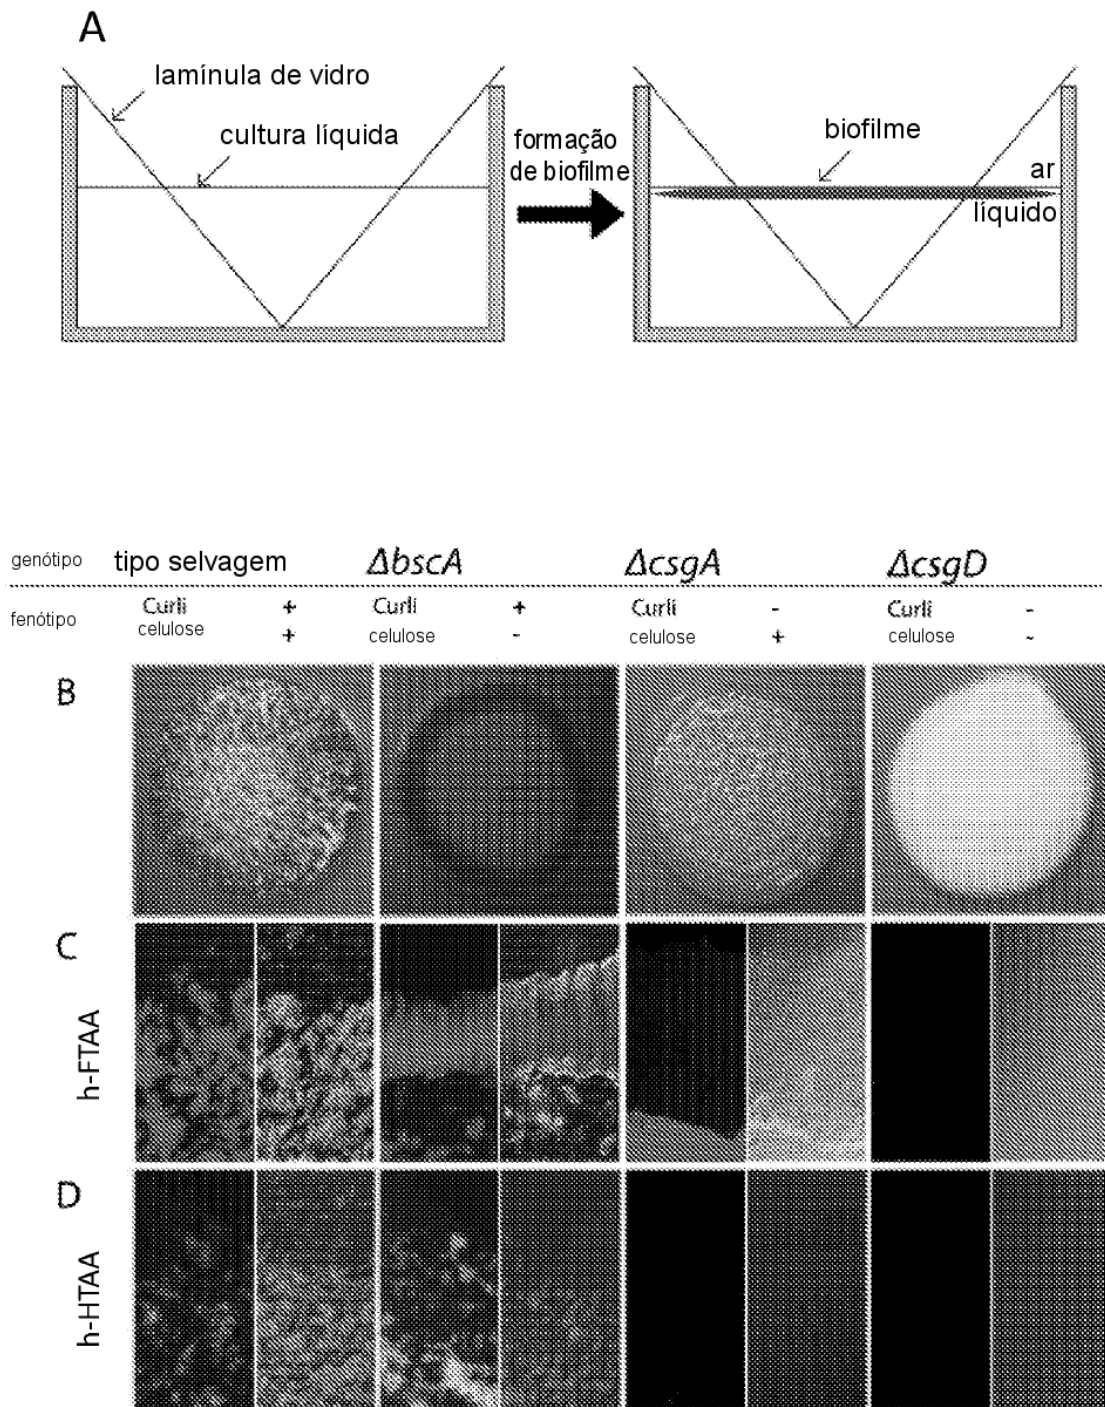 A
lamínula de vidro
cultura líquida
formação
de biofilme
biofilme
ar
líquido
genótipo tipo selvagem ΔbscA ΔcsgA ΔcsgD
fenótipo
Curli + Curli + Curli - Curli -
celulose + celulose - celulose + celulose -
B
C
h-FTAA
D
h-HTAA